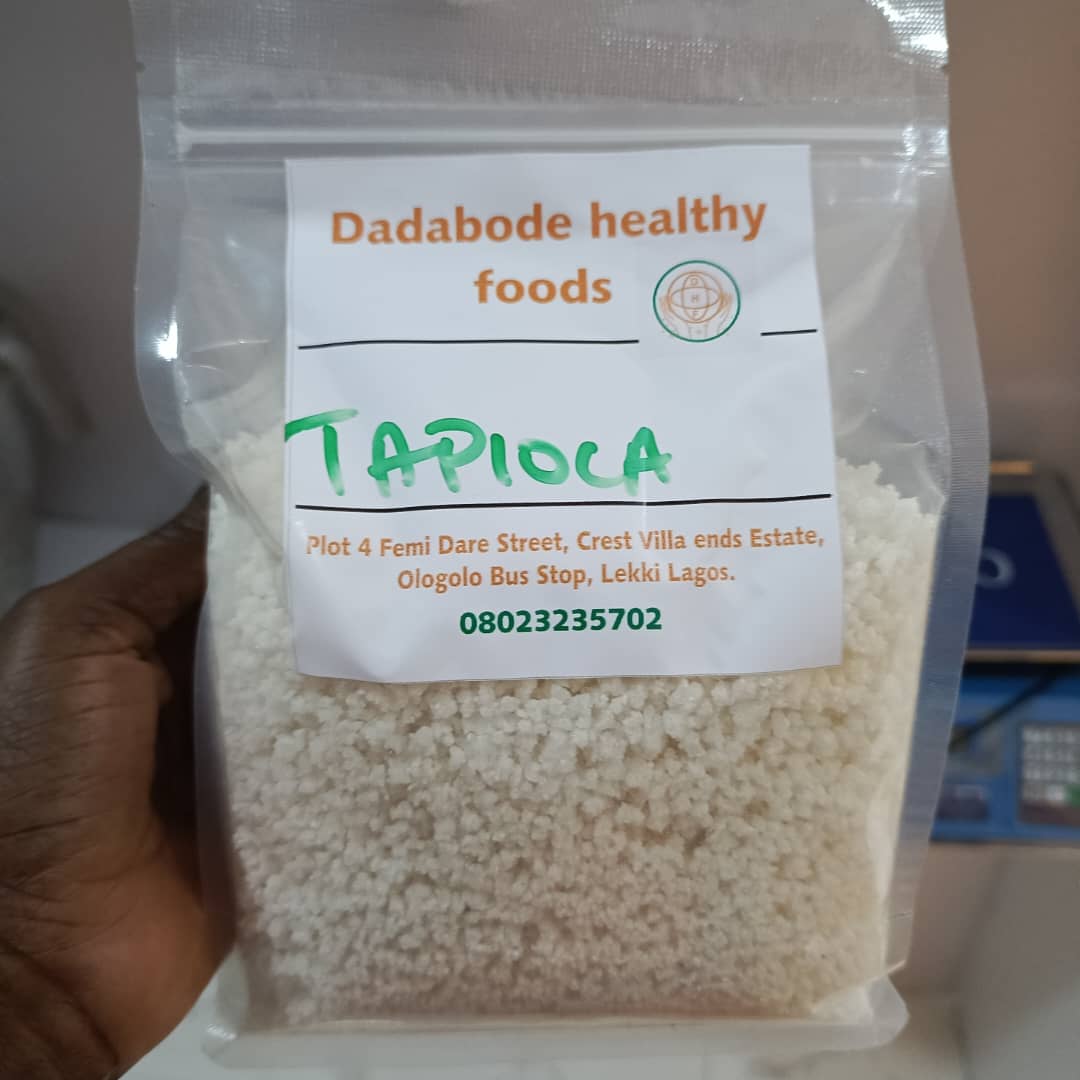 Dadabode healthy
foods
D
H
F
TAPIOCA
Plot 4 Femi Dare Street, Crest Villa ends Estate,
Ologolo Bus Stop, Lekki Lagos.
08023235702